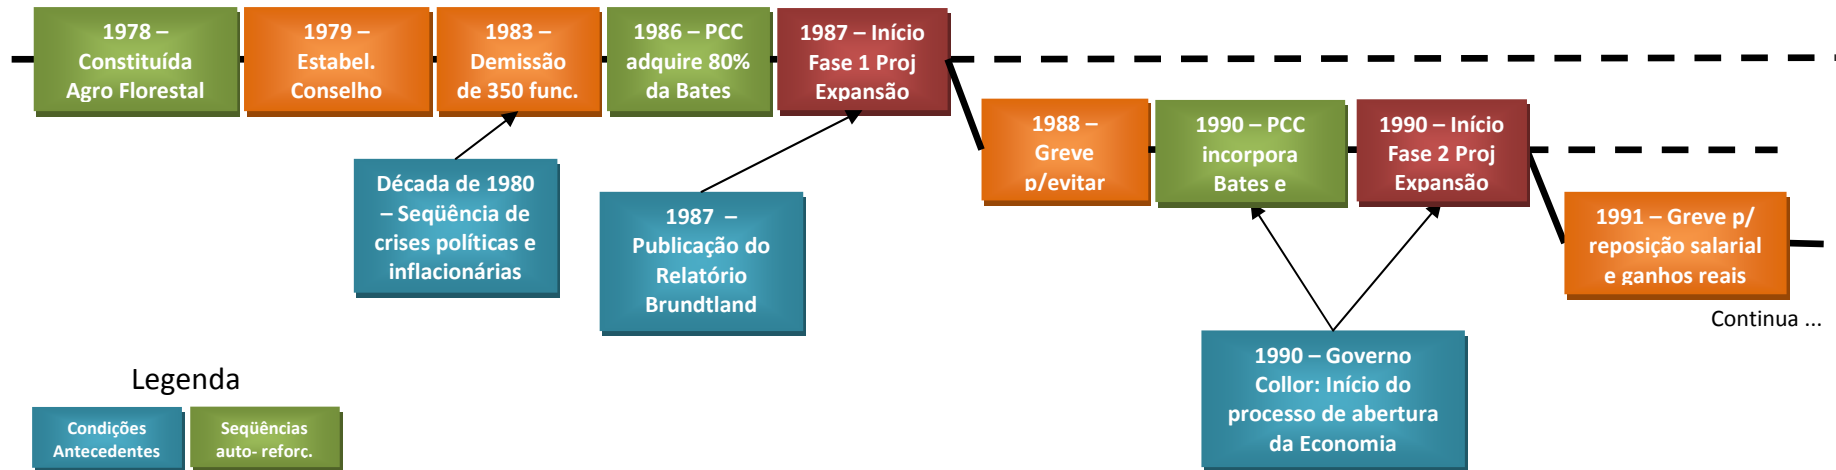 1978 –
Constituída
Agro Florestal
1979 –
Estabel.
Conselho
1983 –
Demissão
de 350 func.
1986 – PCC
adquire 80%
da Bates
1987 – Início
Fase 1 Proj
Expansão
1988 –
Greve
p/evitar
1990 – PCC
incorpora
Bates e
1990 – Início
Fase 2 Proj
Expansão
1991 – Greve p/
reposição salarial
e ganhos reais
Continua ...
Década de 1980
– Seqüência de
crises políticas e
inflacionárias
1987 –
Publicação do
Relatório
Brundtland
1990 – Governo
Collor: Início do
processo de abertura
da Economia
Legenda
Condições
Antecedentes
Seqüências
auto- reforc.